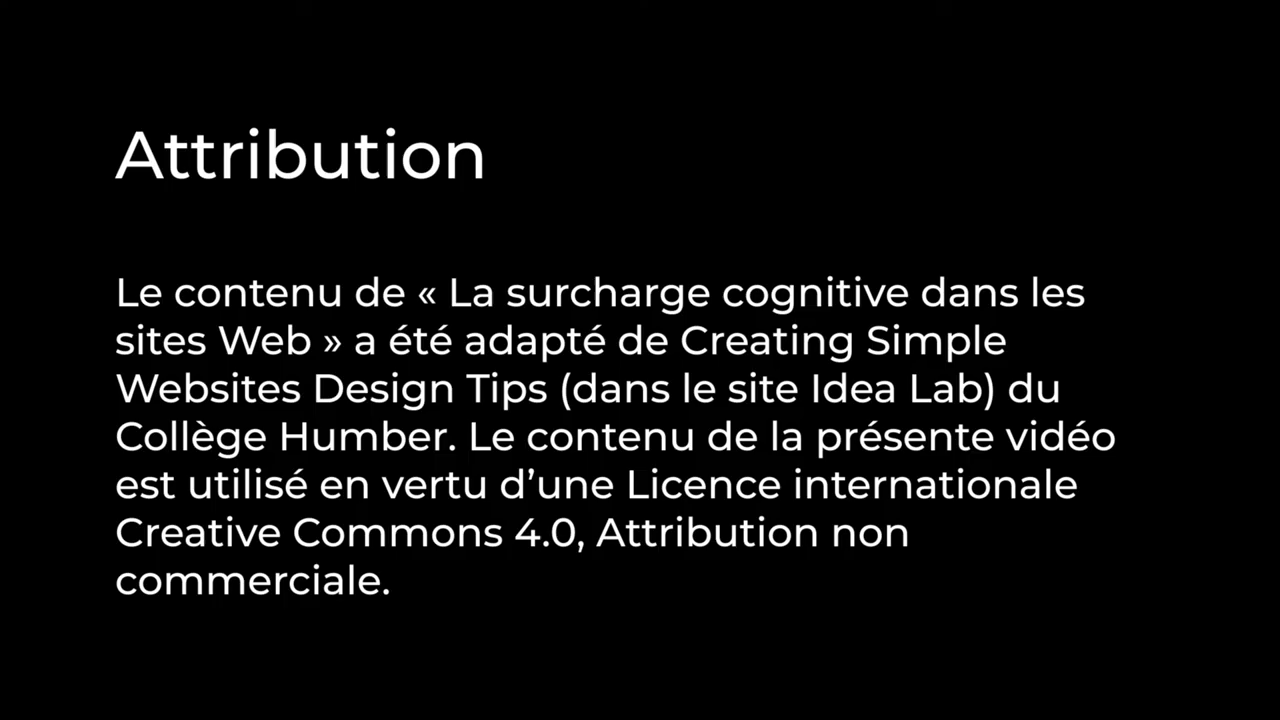 Attribution
Le contenu de « La surcharge cognitive dans les
sites Web » a été adapté de Creating Simple
Websites Design Tips (dans le site Idea Lab) du
Collège Humber. Le contenu de la présente vidéo
est utilisé en vertu d’une Licence internationale
Creative Commons 4.0, Attribution non
commerciale.